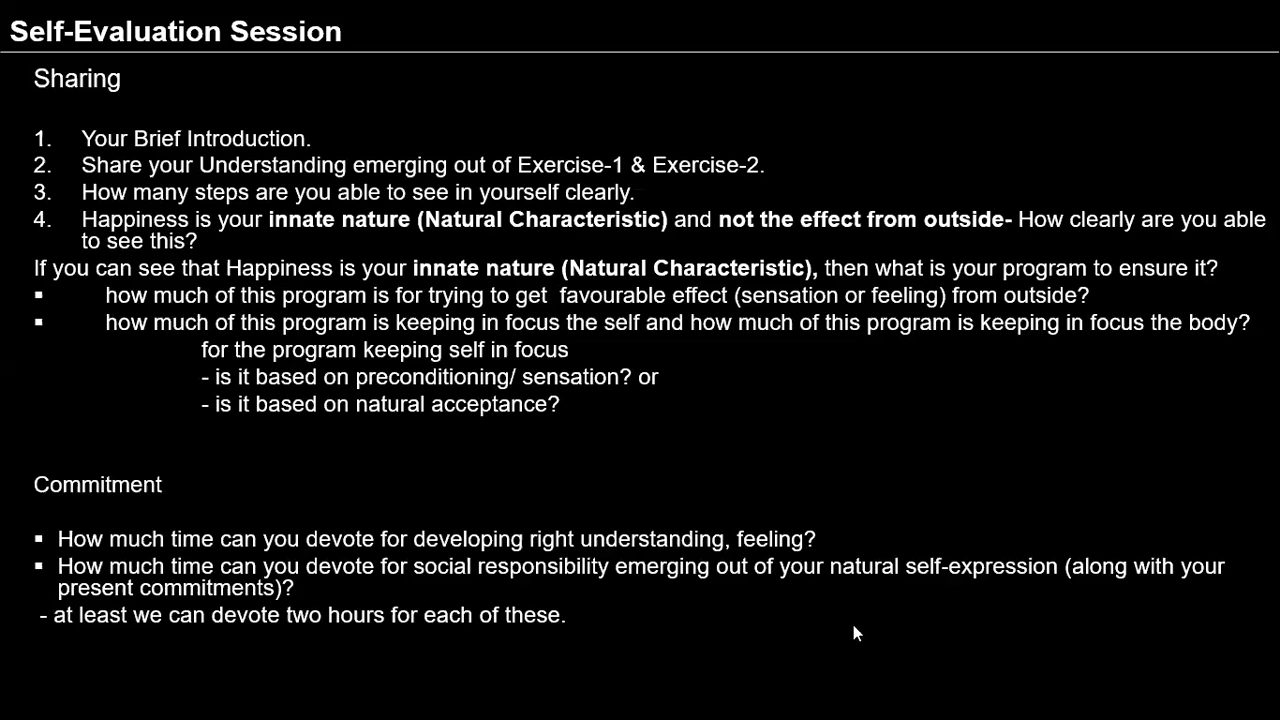 Self-Evaluation Session
Sharing
1. Your Brief Introduction.
2. Share your Understanding emerging out of Exercise-1 & Exercise-2.
3. How many steps are you able to see in yourself clearly.
4. Happiness is your innate nature (Natural Characteristic) and not the effect from outside- How clearly are you able
to see this?
If you can see that Happiness is your innate nature (Natural Characteristic), then what is your program to ensure it?
▪ how much of this program is for trying to get favourable effect (sensation or feeling) from outside?
▪ how much of this program is keeping in focus the self and how much of this program is keeping in focus the body?
for the program keeping self in focus
- is it based on preconditioning/ sensation? or
- is it based on natural acceptance?
Commitment
▪ How much time can you devote for developing right understanding, feeling?
▪ How much time can you devote for social responsibility emerging out of your natural self-expression (along with your
present commitments)?
- at least we can devote two hours for each of these.